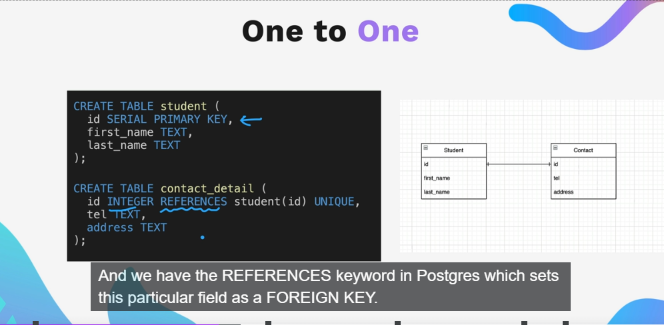 One to One
CREATE TABLE student (
id SERIAL PRIMARY KEY,
first_name TEXT,
last_name TEXT
);
CREATE TABLE contact_detail (
id INTEGER REFERENCES student(id) UNIQUE,
tel TEXT,
address TEXT
);
Student
id
first_name
last_name
Contact
id
tel
address
And we have the REFERENCES keyword in Postgres which sets
this particular field as a FOREIGN KEY.